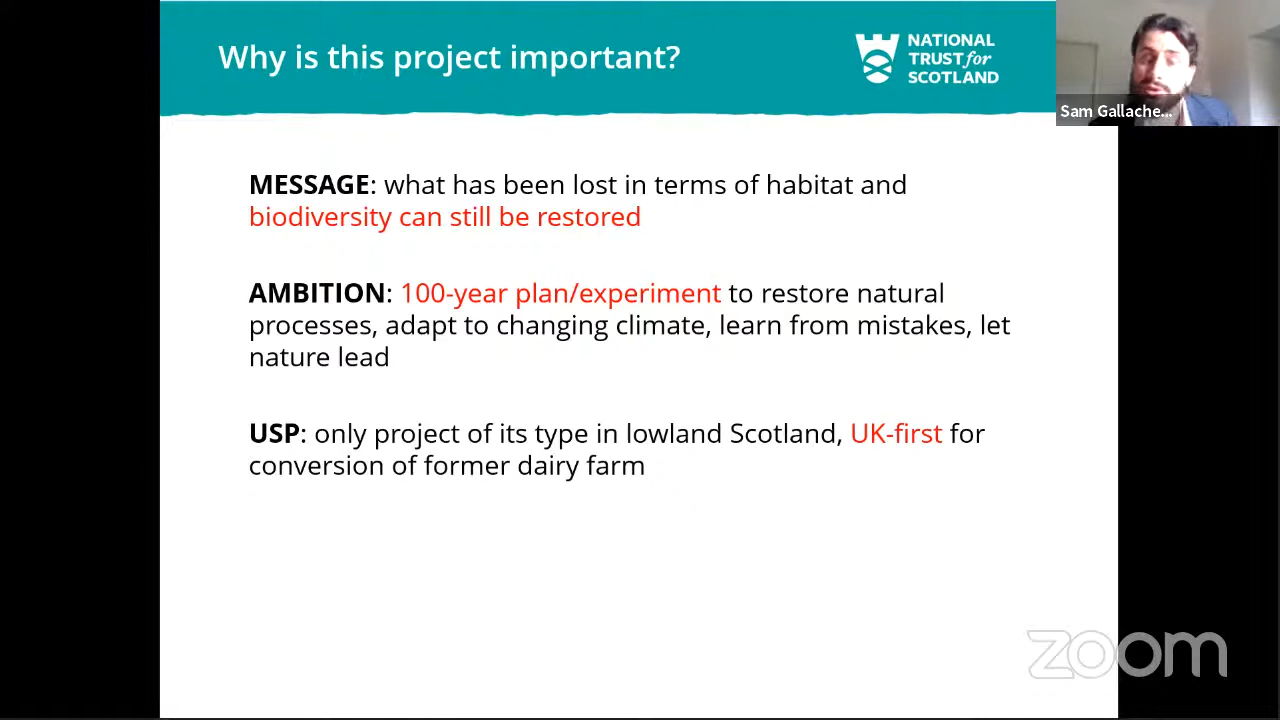 Why is this project important?
NATIONAL
TRUST for
SCOTLAND
Sam Gallache...
MESSAGE: what has been lost in terms of habitat and
biodiversity can still be restored
AMBITION: 100-year plan/experiment to restore natural
processes, adapt to changing climate, learn from mistakes, let
nature lead
USP: only project of its type in lowland Scotland, UK-first for
conversion of former dairy farm
zoom